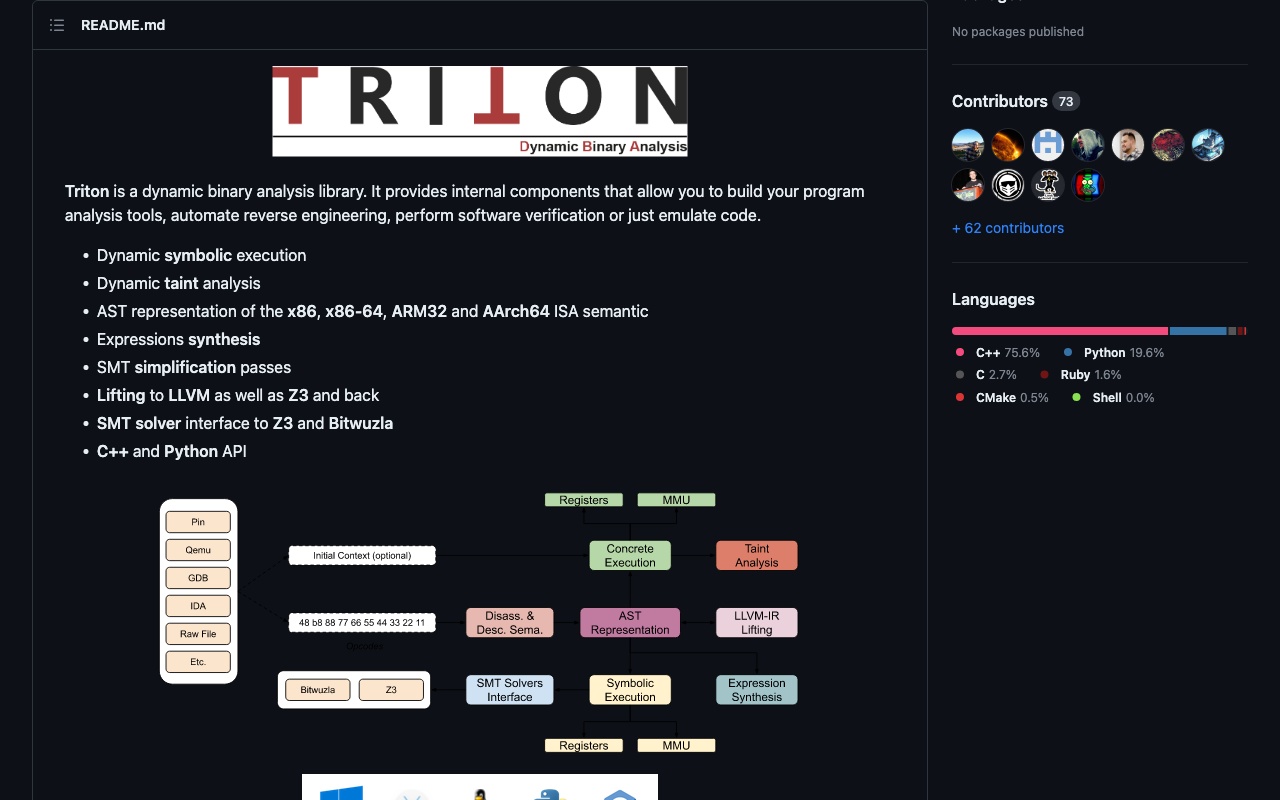 README.md
TRITON
Dynamic Binary Analysis
Triton is a dynamic binary analysis library. It provides internal components that allow you to build your program
analysis tools, automate reverse engineering, perform software verification or just emulate code.
• Dynamic symbolic execution
• Dynamic taint analysis
• AST representation of the x86, x86-64, ARM32 and AArch64 ISA semantic
• Expressions synthesis
• SMT simplification passes
• Lifting to LLVM as well as Z3 and back
• SMT solver interface to Z3 and Bitwuzla
• C++ and Python API
Pin
Qemu
GDB
IDA
Raw File
Etc.
Initial Context (optional)
48 b8 88 77 66 55 44 33 22 11
Opcodes
Bitwuzla
Z3
Registers
MMU
Concrete
Execution
Taint
Analysis
Disass. &
Desc. Sema.
AST
Representation
LLVM-IR
Lifting
SMT Solvers
Interface
Symbolic
Execution
Expression
Synthesis
Registers
MMU
No packages published
Contributors 73
+ 62 contributors
Languages
C++ 75.6% Python 19.6%
C 2.7% Ruby 1.6%
CMake 0.5% Shell 0.0%